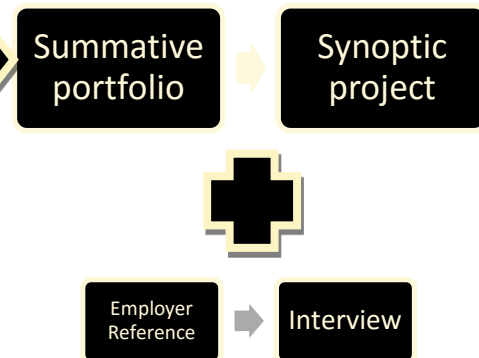 Summative
portfolio
Synoptic
project
Employer
Reference
Interview